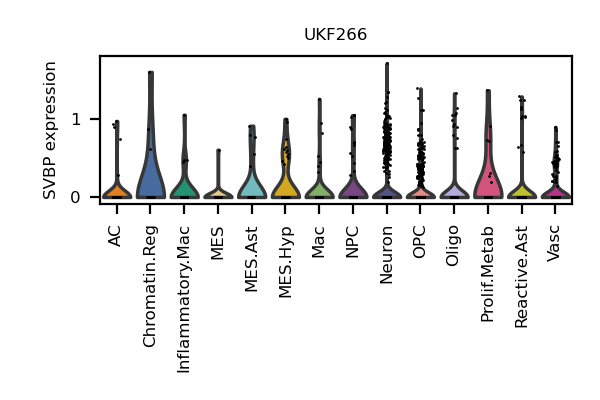 UKF266
SVBP expression
1
0
AC
Chromatin.Reg
Inflammatory.Mac
MES
MES.Ast
MES.Hyp
Mac
NPC
Neuron
OPC
Oligo
Prolif.Metab
Reactive.Ast
Vasc